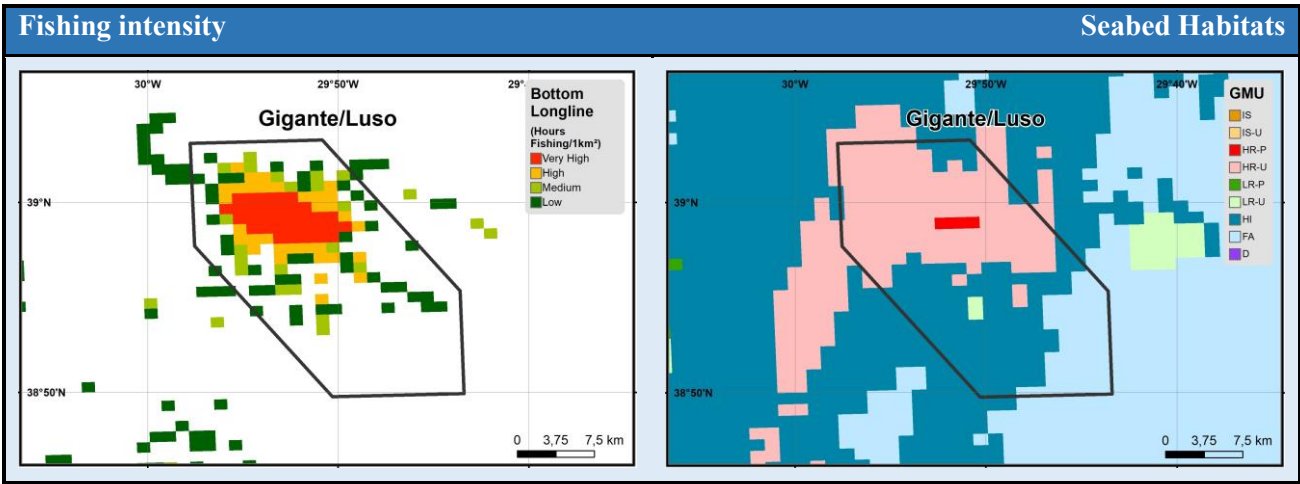 Fishing intensity
Seabed Habitats
30°W
29°50'W
29°
Gigante/Luso
Bottom
Longline
(Hours
Fishing/1km²)
Very High
High
Medium
Low
39°N
38°50'N
0 3,75 7,5 km
30°W
29°50'W
29°40'W
Gigante/Luso
GMU
IS
IS-U
HR-P
HR-U
LR-P
LR-U
HI
FA
D
39°N
38°50'N
0 3,75 7,5 km